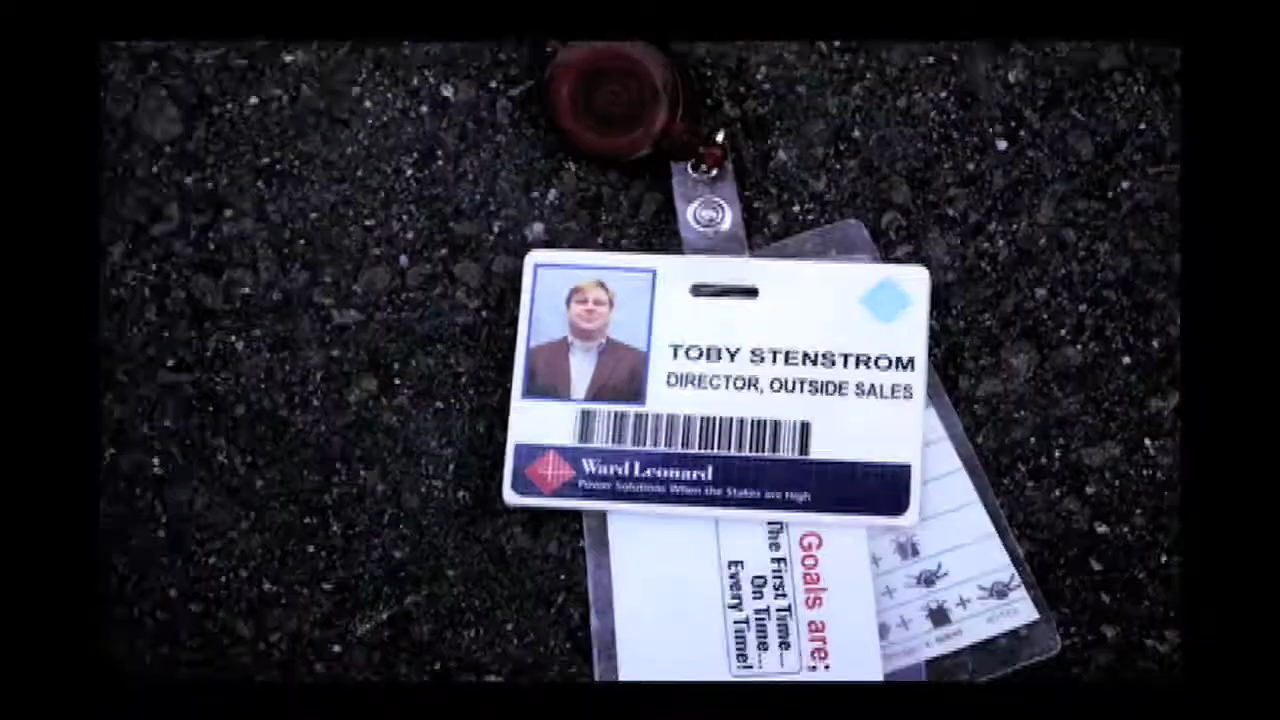 TOBY STENSTROM
DIRECTOR, OUTSIDE SALES
Ward Leonard
Power Solutions When the Stakes are High
Goals are:
The First Time...
On Time...
Every Time!